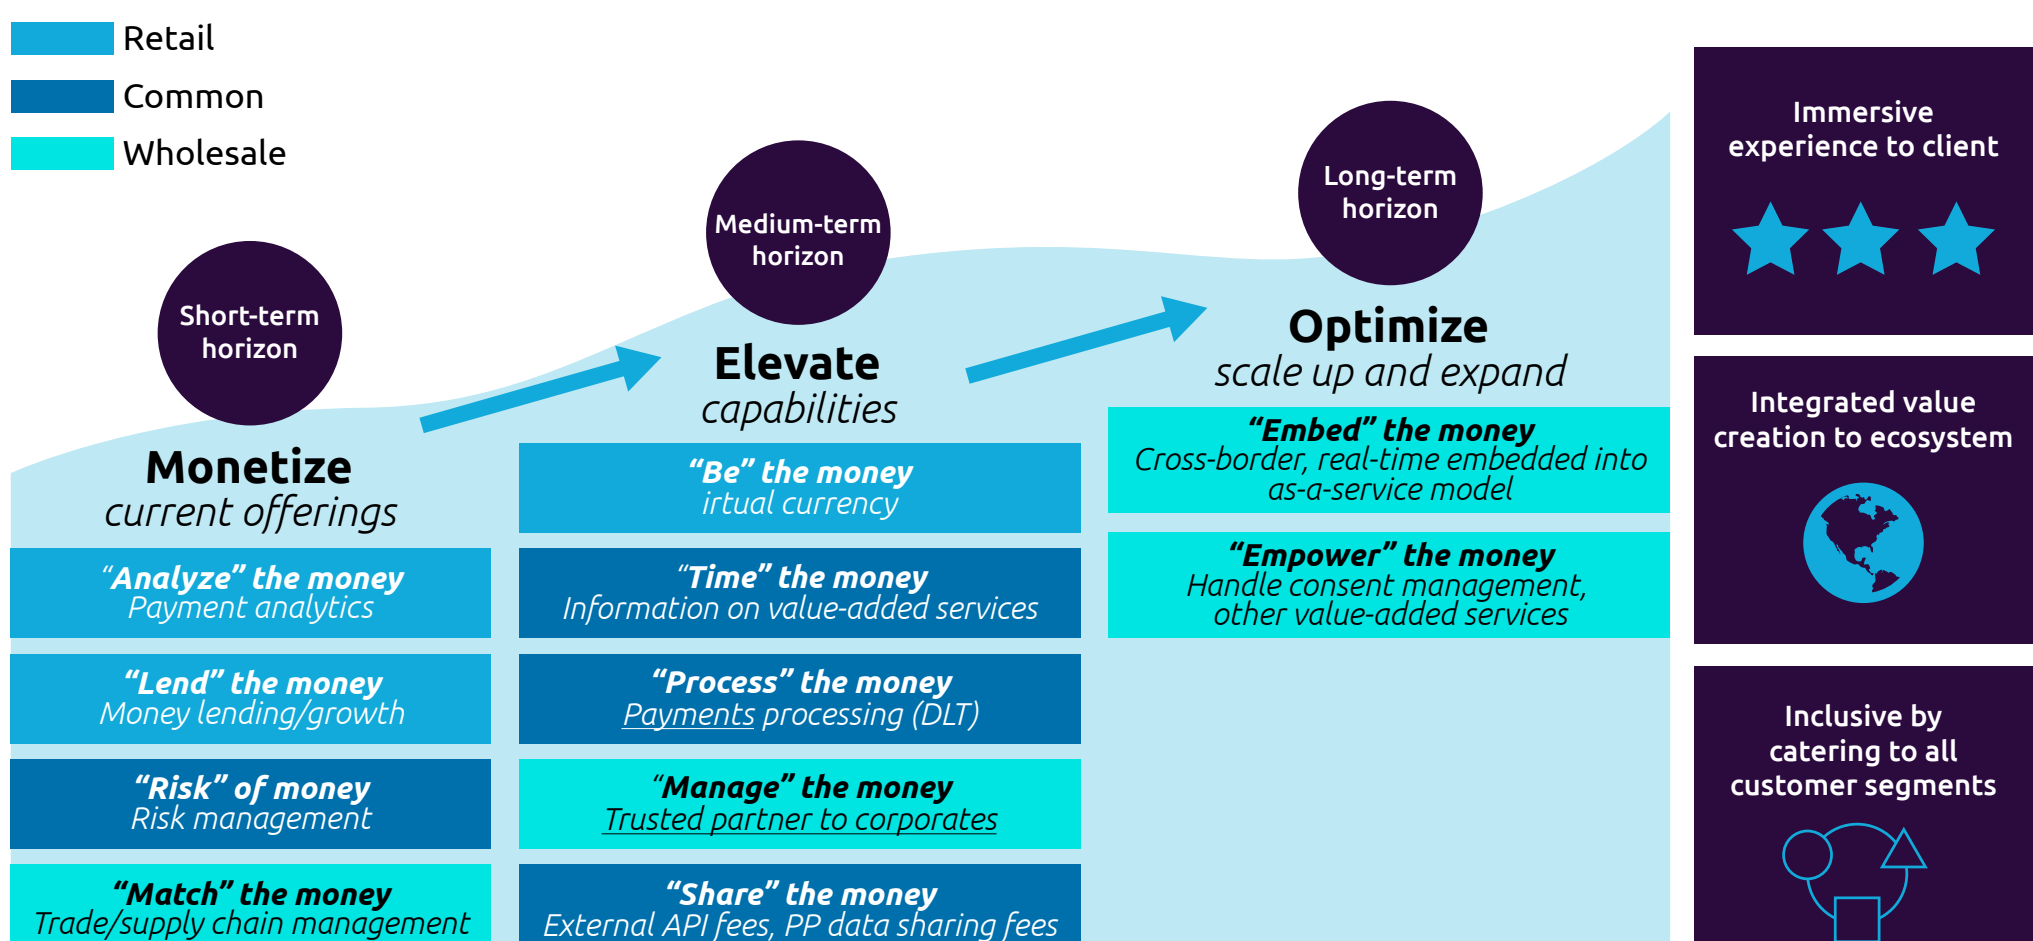 Retail
Common
Wholesale
Short-term
horizon
Monetize
current offerings
“Analyze” the money
Payment analytics
“Lend” the money
Money lending/growth
“Risk” of money
Risk management
“Match” the money
Trade/supply chain management
Medium-term
horizon
Elevate
capabilities
“Be” the money
irtual currency
“Time” the money
Information on value-added services
“Process” the money
Payments processing (DLT)
“Manage” the money
Trusted partner to corporates
“Share” the money
External API fees, PP data sharing fees
Long-term
horizon
Optimize
scale up and expand
“Embed” the money
Cross-border, real-time embedded into
as-a-service model
“Empower” the money
Handle consent management,
other value-added services
Immersive
experience to client
Integrated value
creation to ecosystem
Inclusive by
catering to all
customer segments